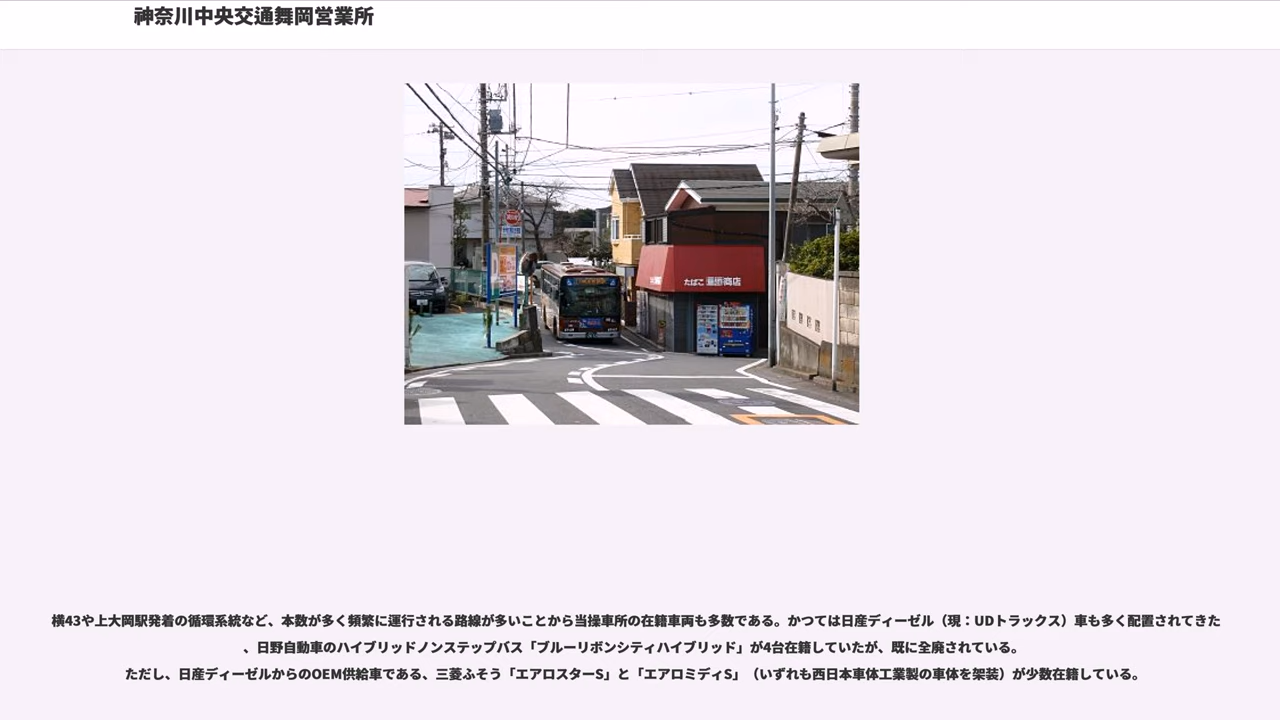 神奈川中央交通舞岡営業所
たばこ 商店
横43や上大岡駅発着の循環系統など、本数が多く頻繁に運行される路線が多いことから当操車所の在籍車両も多数である。かつては日産ディーゼル（現：UDトラックス）車も多く配置されてきた
、日野自動車のハイブリッドノンステップバス「ブルーリボンシティハイブリッド」が4台在籍していたが、既に全廃されている。
ただし、日産ディーゼルからのOEM供給車である、三菱ふそう「エアロスターS」と「エアロミディS」（いずれも西日本車体工業製の車体を架装）が少数在籍している。